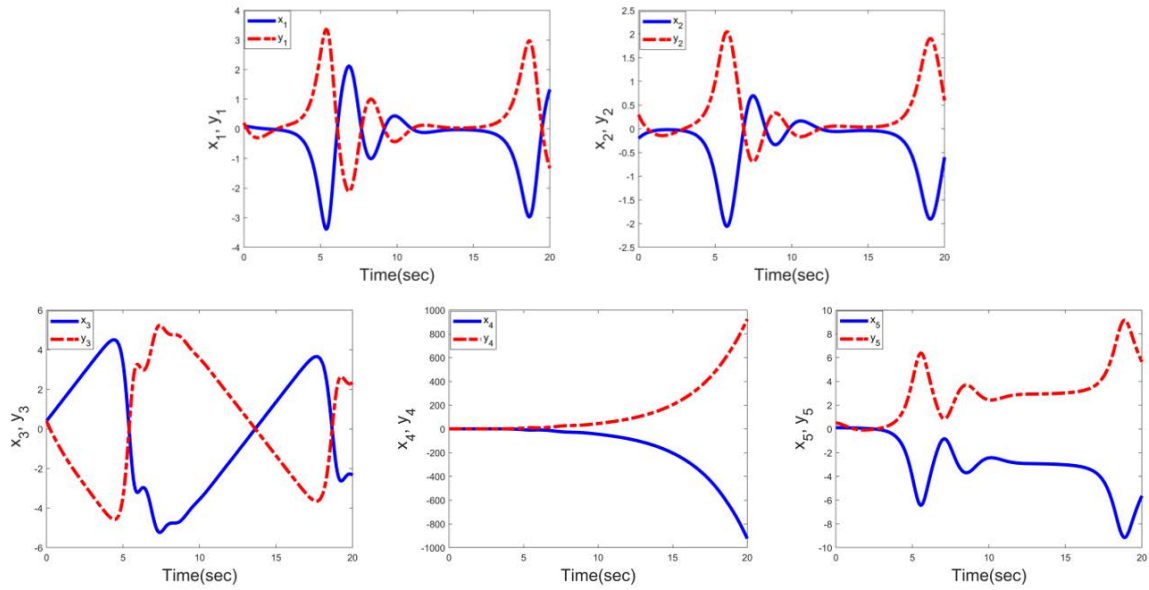 x1
y1
x1, y1
4
3
2
1
0
-1
-2
-3
-4
0 5 10 15 20
Time(sec)
x2
y2
x2, y2
2.5
2
1.5
1
0.5
0
-0.5
-1
-1.5
-2
-2.5
0 5 10 15 20
Time(sec)
x3
y3
x3, y3
6
4
2
0
-2
-4
-6
0 5 10 15 20
Time(sec)
x4
y4
x4, y4
1000
800
600
400
200
0
-200
-400
-600
-800
-1000
0 5 10 15 20
Time(sec)
x5
y5
x5, y5
10
8
6
4
2
0
-2
-4
-6
-8
-10
0 5 10 15 20
Time(sec)